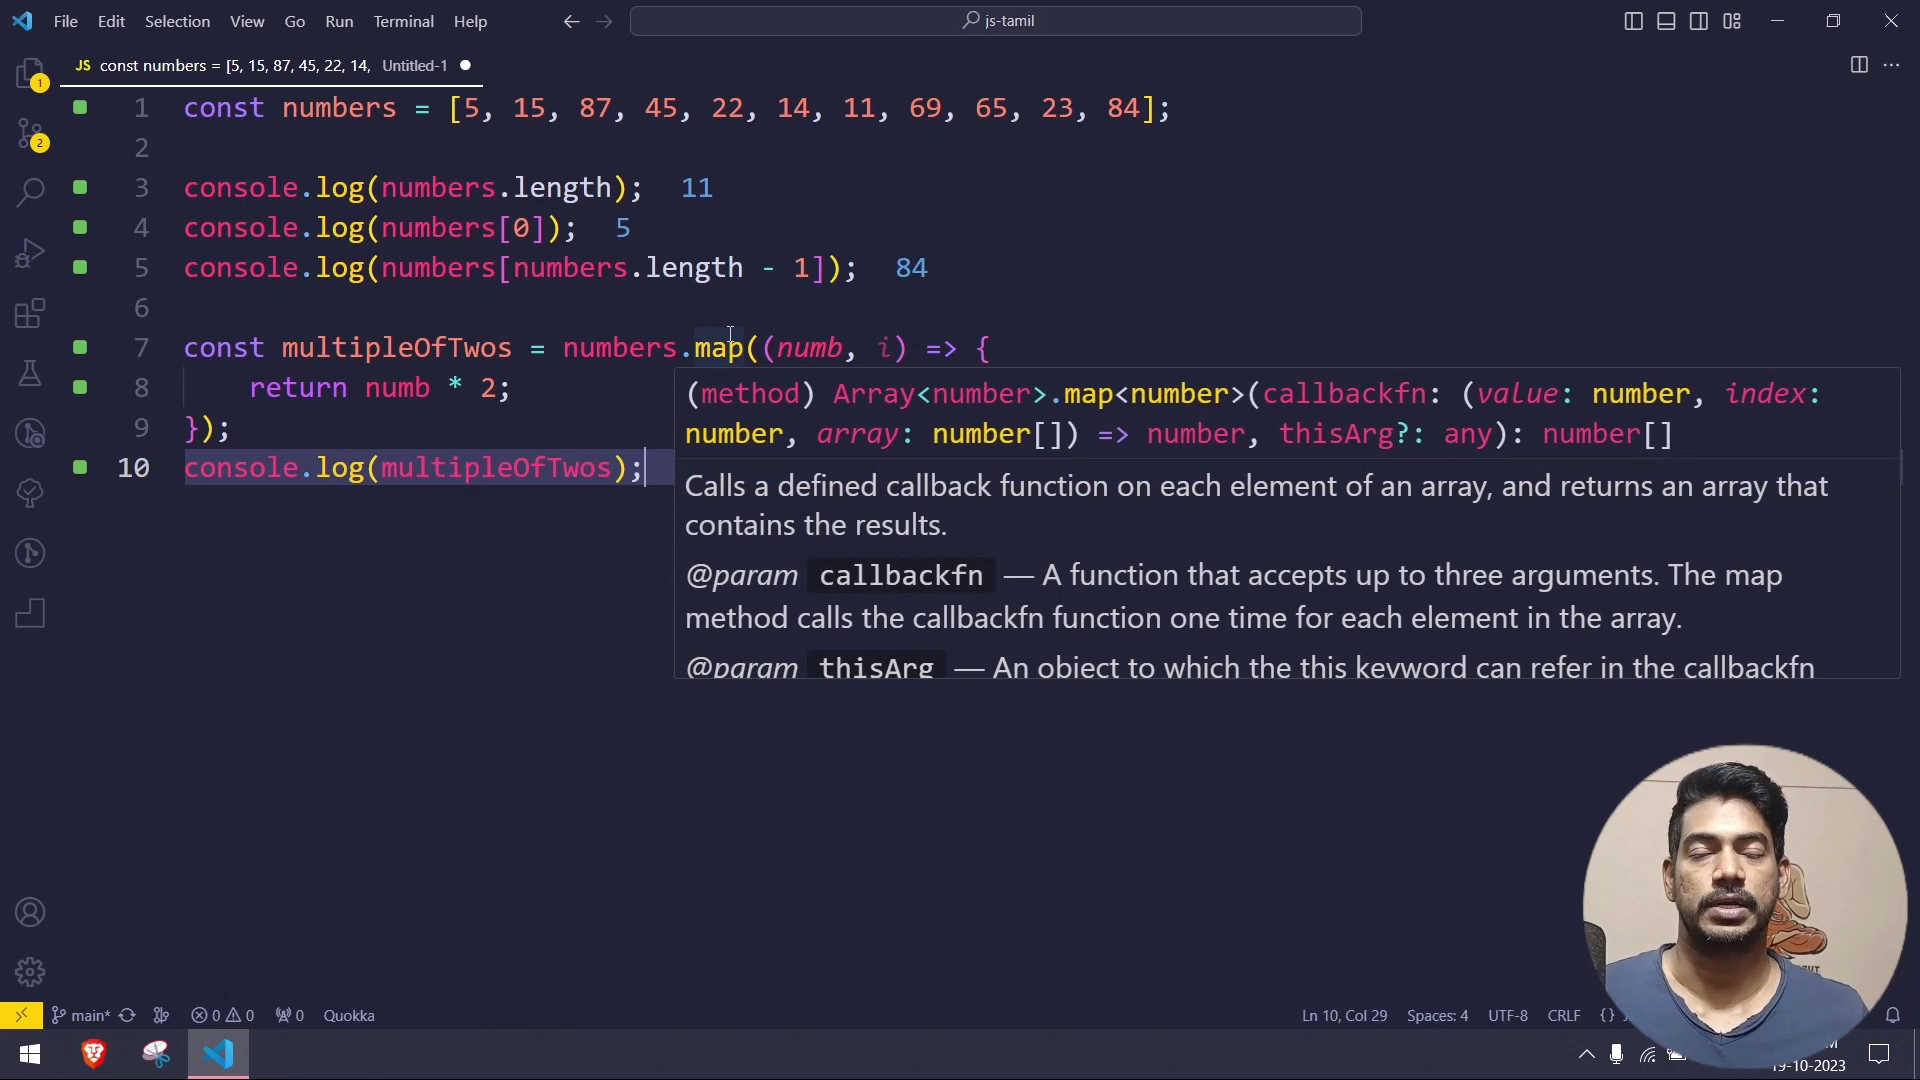 File Edit Selection View Go Run Terminal Help
js-tamil
JS const numbers = [5, 15, 87, 45, 22, 14, Untitled-1
1
2
1 const numbers = [5, 15, 87, 45, 22, 14, 11, 69, 65, 23, 84];
2
3 console.log(numbers.length); 11
4 console.log(numbers[0]); 5
5 console.log(numbers[numbers.length - 1]); 84
6
7 const multipleOfTwos = numbers.map((numb, i) => {
8 return numb * 2;
9 });
10 console.log(multipleOfTwos);
(method) Array<number>.map<number>(callbackfn: (value: number, index:
number, array: number[]) => number, thisArg?: any): number[]
Calls a defined callback function on each element of an array, and returns an array that
contains the results.
@param callbackfn — A function that accepts up to three arguments. The map
method calls the callbackfn function one time for each element in the array.
@param thisArg — An object to which the this keyword can refer in the callbackfn
main* 0 0 0 Quokka Ln 10, Col 29 Spaces: 4 UTF-8 CRLF {}
19-10-2023